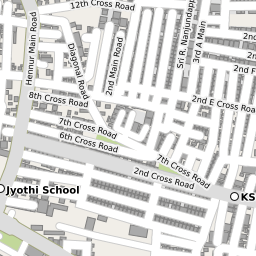 12th Cross Road
Hennur Main Road
Diagonal Road
2nd Main Road
Sri R. Nanjundapp
3rd A Main
2nd
2nd F
2nd E Cross Road
8th Cross Road
7th Cross Road
6th Cross Road
7th Cross Road
2nd Cross Road
Jyothi School
KS